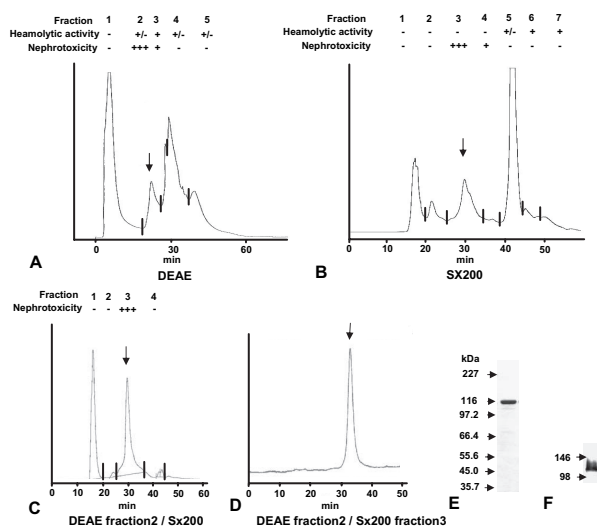 Fraction 1 2 3 4 5
Heamolytic activity - +/- + +/- +/-
Nephrotoxicity - +++ + - -
0 30 60
min
A DEAE
Fraction 1 2 3 4 5 6 7
Heamolytic activity - - - - +/- + +
Nephrotoxicity - - +++ + - - -
0 10 20 30 40 50
min
B SX200
Fraction 1 2 3 4
Nephrotoxicity - - +++ -
0 10 20 30 40 50 60
min
C DEAE fraction2 / Sx200
0 10 20 30 40 50
min
D DEAE fraction2 / Sx200 fraction3
kDa
227
116
97.2
66.4
55.6
45.0
35.7
E
146
98
F